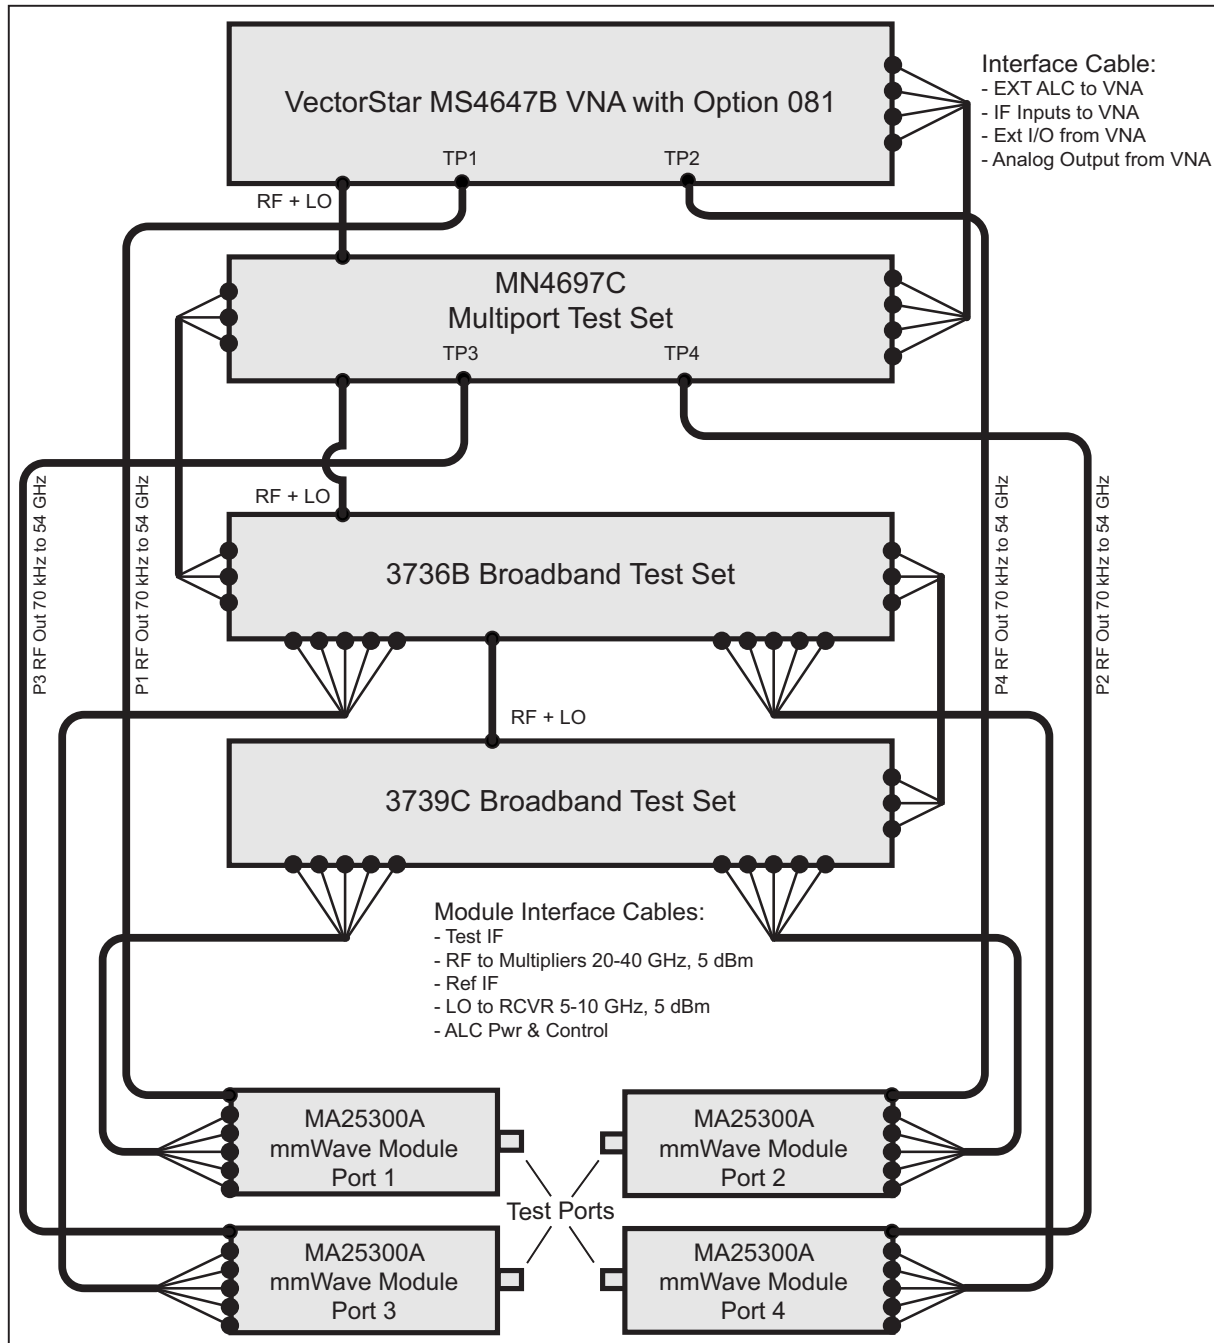 VectorStar MS4647B VNA with Option 081
TP1
TP2
Interface Cable:
- EXT ALC to VNA
- IF Inputs to VNA
- Ext I/O from VNA
- Analog Output from VNA
RF + LO
MN4697C
Multiport Test Set
TP3
TP4
RF + LO
P3 RF Out 70 kHz to 54 GHz
P1 RF Out 70 kHz to 54 GHz
P4 RF Out 70 kHz to 54 GHz
P2 RF Out 70 kHz to 54 GHz
3736B Broadband Test Set
RF + LO
3739C Broadband Test Set
Module Interface Cables:
- Test IF
- RF to Multipliers 20-40 GHz, 5 dBm
- Ref IF
- LO to RCVR 5-10 GHz, 5 dBm
- ALC Pwr & Control
MA25300A
mmWave Module
Port 1
MA25300A
mmWave Module
Port 2
Test Ports
MA25300A
mmWave Module
Port 3
MA25300A
mmWave Module
Port 4